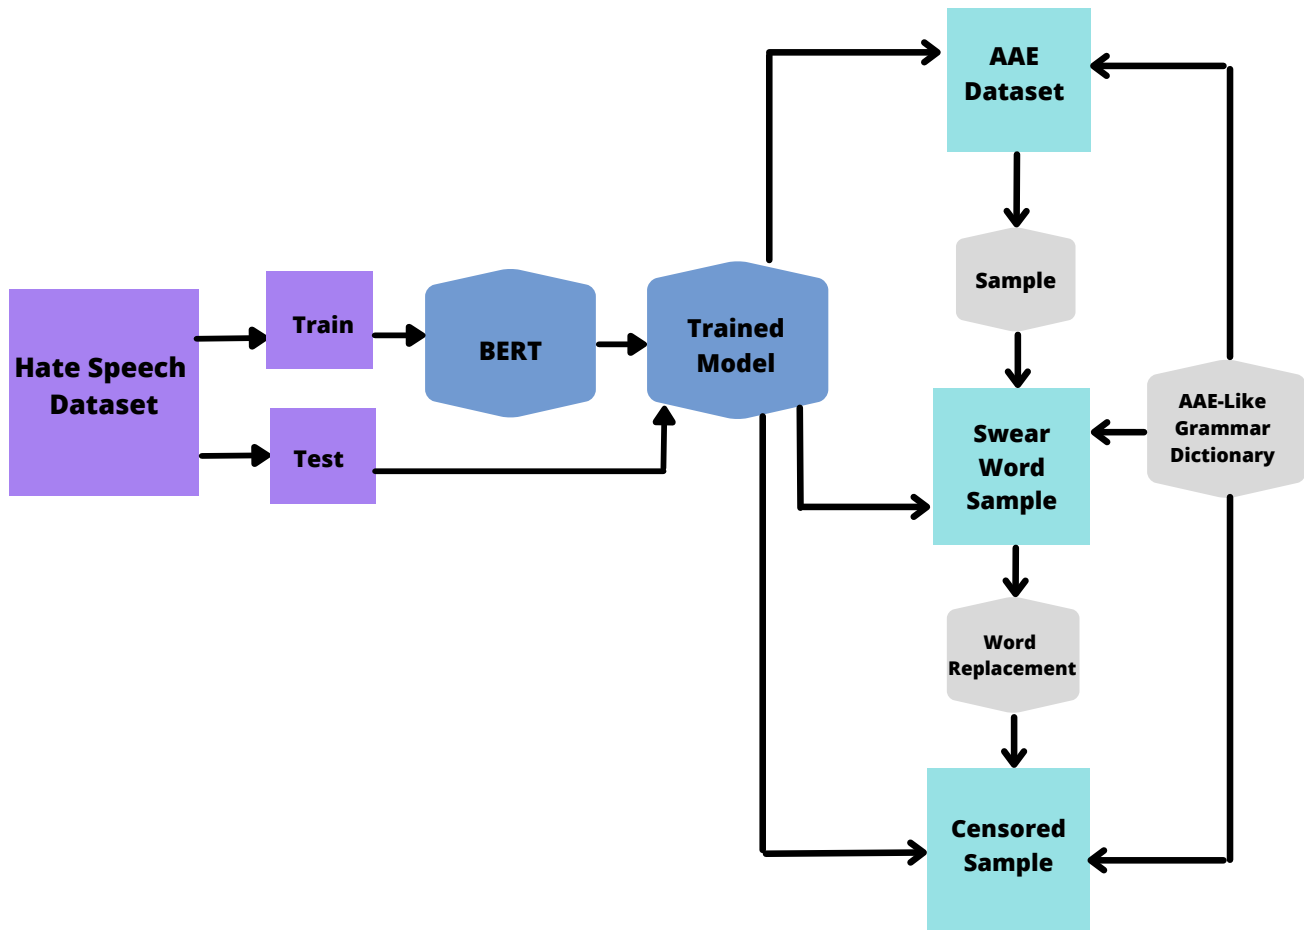 Hate Speech
Dataset
Train
Test
BERT
Trained
Model
AAE
Dataset
Sample
Swear
Word
Sample
AAE-Like
Grammar
Dictionary
Word
Replacement
Censored
Sample